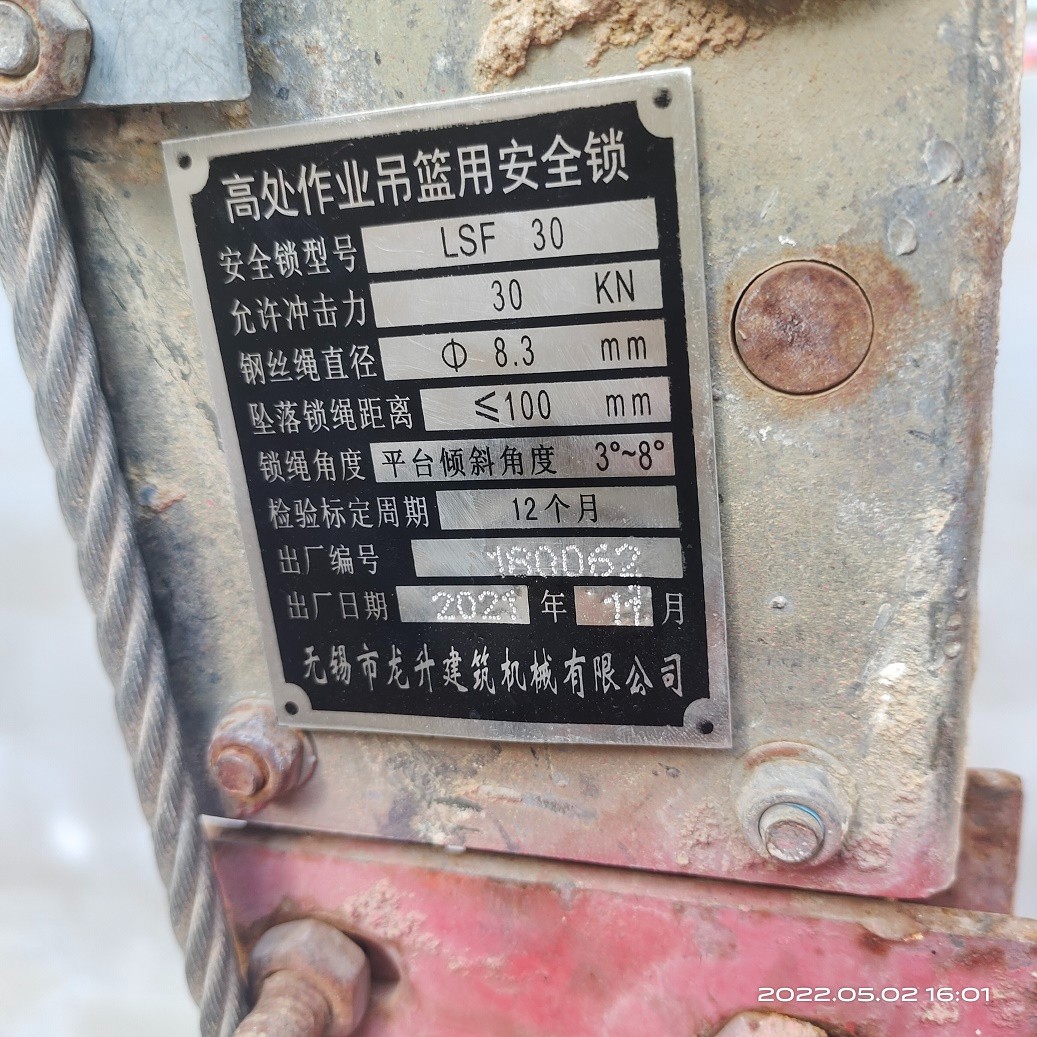 高处作业吊篮用安全锁
安全锁型号 LSF 30
允许冲击力 30 KN
钢丝绳直径 Φ 8.3 mm
坠落锁绳距离 ≤100 mm
锁绳角度 平台倾斜角度 3°~8°
检验标定周期 12个月
出厂编号 160062
出厂日期 2021 年 11 月
无锡市龙升建筑机械有限公司
2022.05.02 16:01